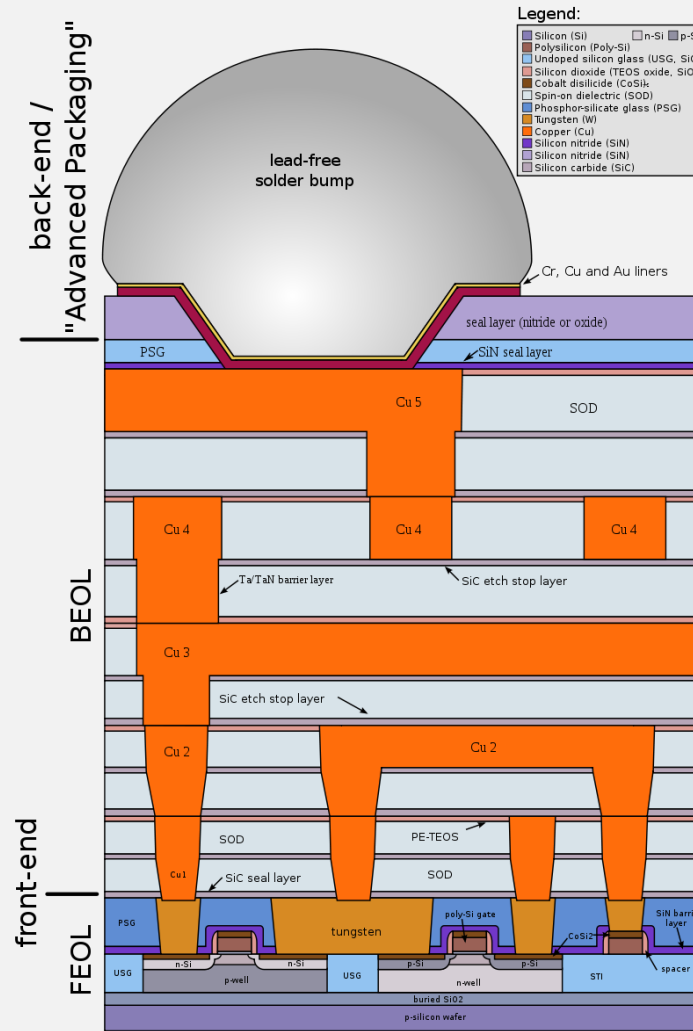 Legend:
Silicon (Si) n-Si
Polysilicon (Poly-Si)
Undoped silicon glass (USG,
Silicon dioxide (TEOS oxide,
Cobalt disilicide (CoSi)
Spin-on dielectric (SOD)
Phosphor-silicate glass (PSG)
Tungsten (W)
Copper (Cu)
Silicon nitride (SiN)
Silicon nitride (SiN)
Silicon carbide (SiC)
back-end /
"Advanced Packaging"
lead-free
solder bump
Cr, Cu and Au liners
seal layer (nitride or oxide)
PSG
SiN seal layer
Cu 5
SOD
BEOL
Cu 4
Cu 4
Cu 4
Ta/TaN barrier layer
SiC etch stop layer
Cu 3
SiC etch stop layer
Cu 2
Cu 2
SOD
PE-TEOS
Cu1
SOD
SiC seal layer
front-end
FEOL
PSG
tungsten
poly-Si gate
CoSi2
SiN barri
layer
spacer
USG
n-Si
n-Si
p-well
USG
p-Si
p-Si
n-well
STI
buried SiO2
p-silicon wafer